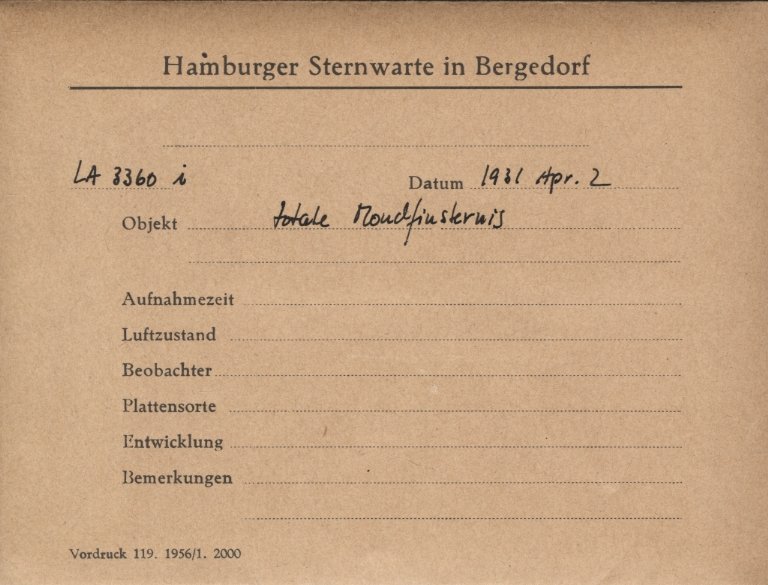 Hamburger Sternwarte in Bergedorf
LA 3360 i Datum 1931 Apr. 2
Objekt totale Mondfinsternis
Aufnahmezeit
Luftzustand
Beobachter
Plattensorte
Entwicklung
Bemerkungen
Vordruck 119. 1956/1. 2000